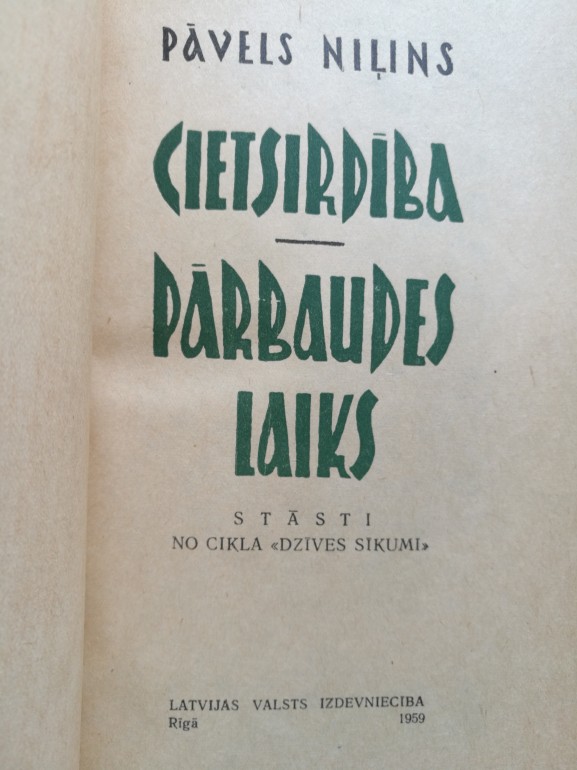 PĀVELS NIĻINS
CIETSIRDĪBA
PĀRBAUDES
LAIKS
STĀSTI
NO CIKLA «DZĪVES SĪKUMI»
LATVIJAS VALSTS IZDEVNIECĪBA
Rīgā 1959